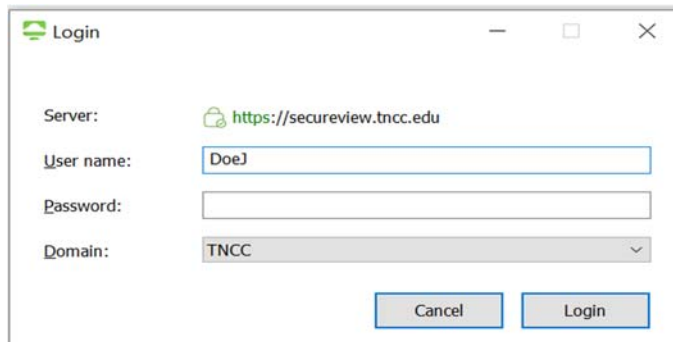 Login
Server: https://secureview.tncc.edu
User name: DoeJ
Password:
Domain: TNCC
Cancel Login